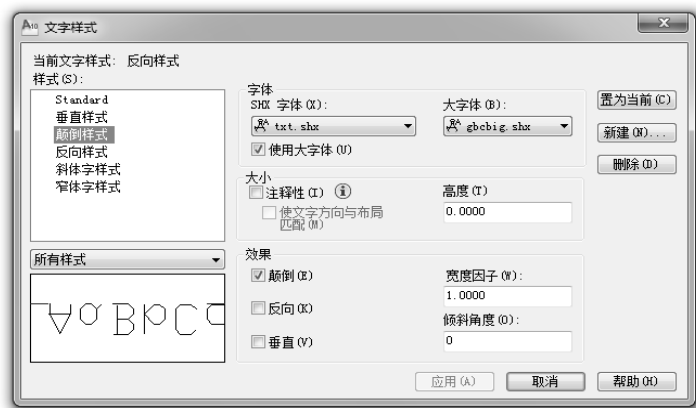 A10 文字样式
当前文字样式: 反向样式
样式(S):
Standard
垂直样式
颠倒样式
反向样式
斜体字样式
窄体字样式
所有样式
字体
SHX 字体(X):
大字体(B):
txt.shx
gbcbig.shx
使用大字体(U)
大小
注释性(I)
使文字方向与布局
匹配(M)
高度(T)
0.0000
效果
颠倒(E)
反向(K)
垂直(V)
宽度因子(W):
1.0000
倾斜角度(O):
0
置为当前(C)
新建(N)...
删除(D)
应用(A)
取消
帮助(H)